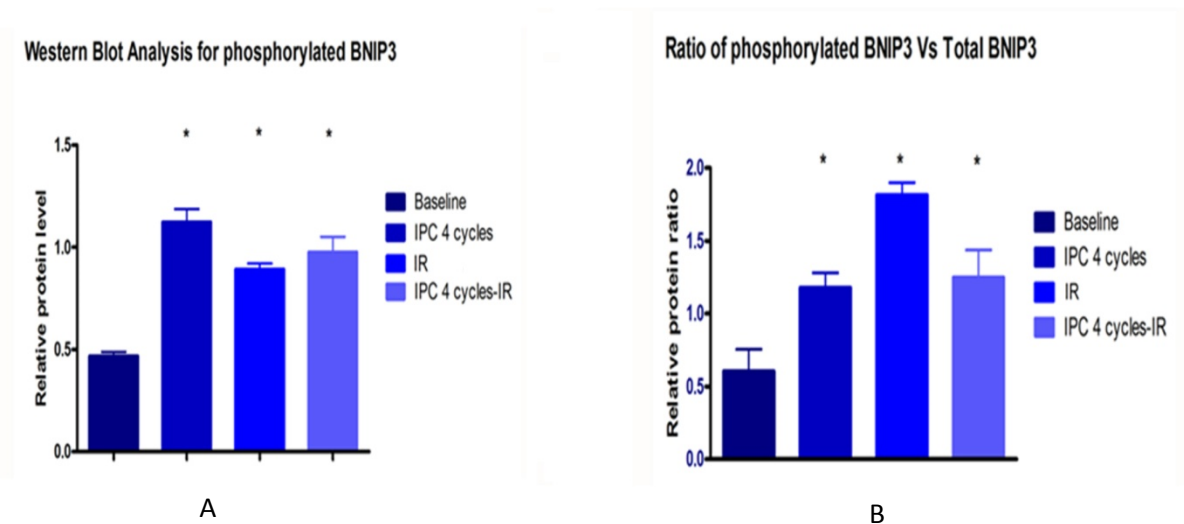 Western Blot Analysis for phosphorylated BNIP3
* * *
1.5
1.0
0.5
0.0
Relative protein level
Baseline
IPC 4 cycles
IR
IPC 4 cycles-IR
A
Ratio of phosphorylated BNIP3 Vs Total BNIP3
* * *
2.0
1.5
1.0
0.5
0.0
Relative protein ratio
Baseline
IPC 4 cycles
IR
IPC 4 cycles-IR
B